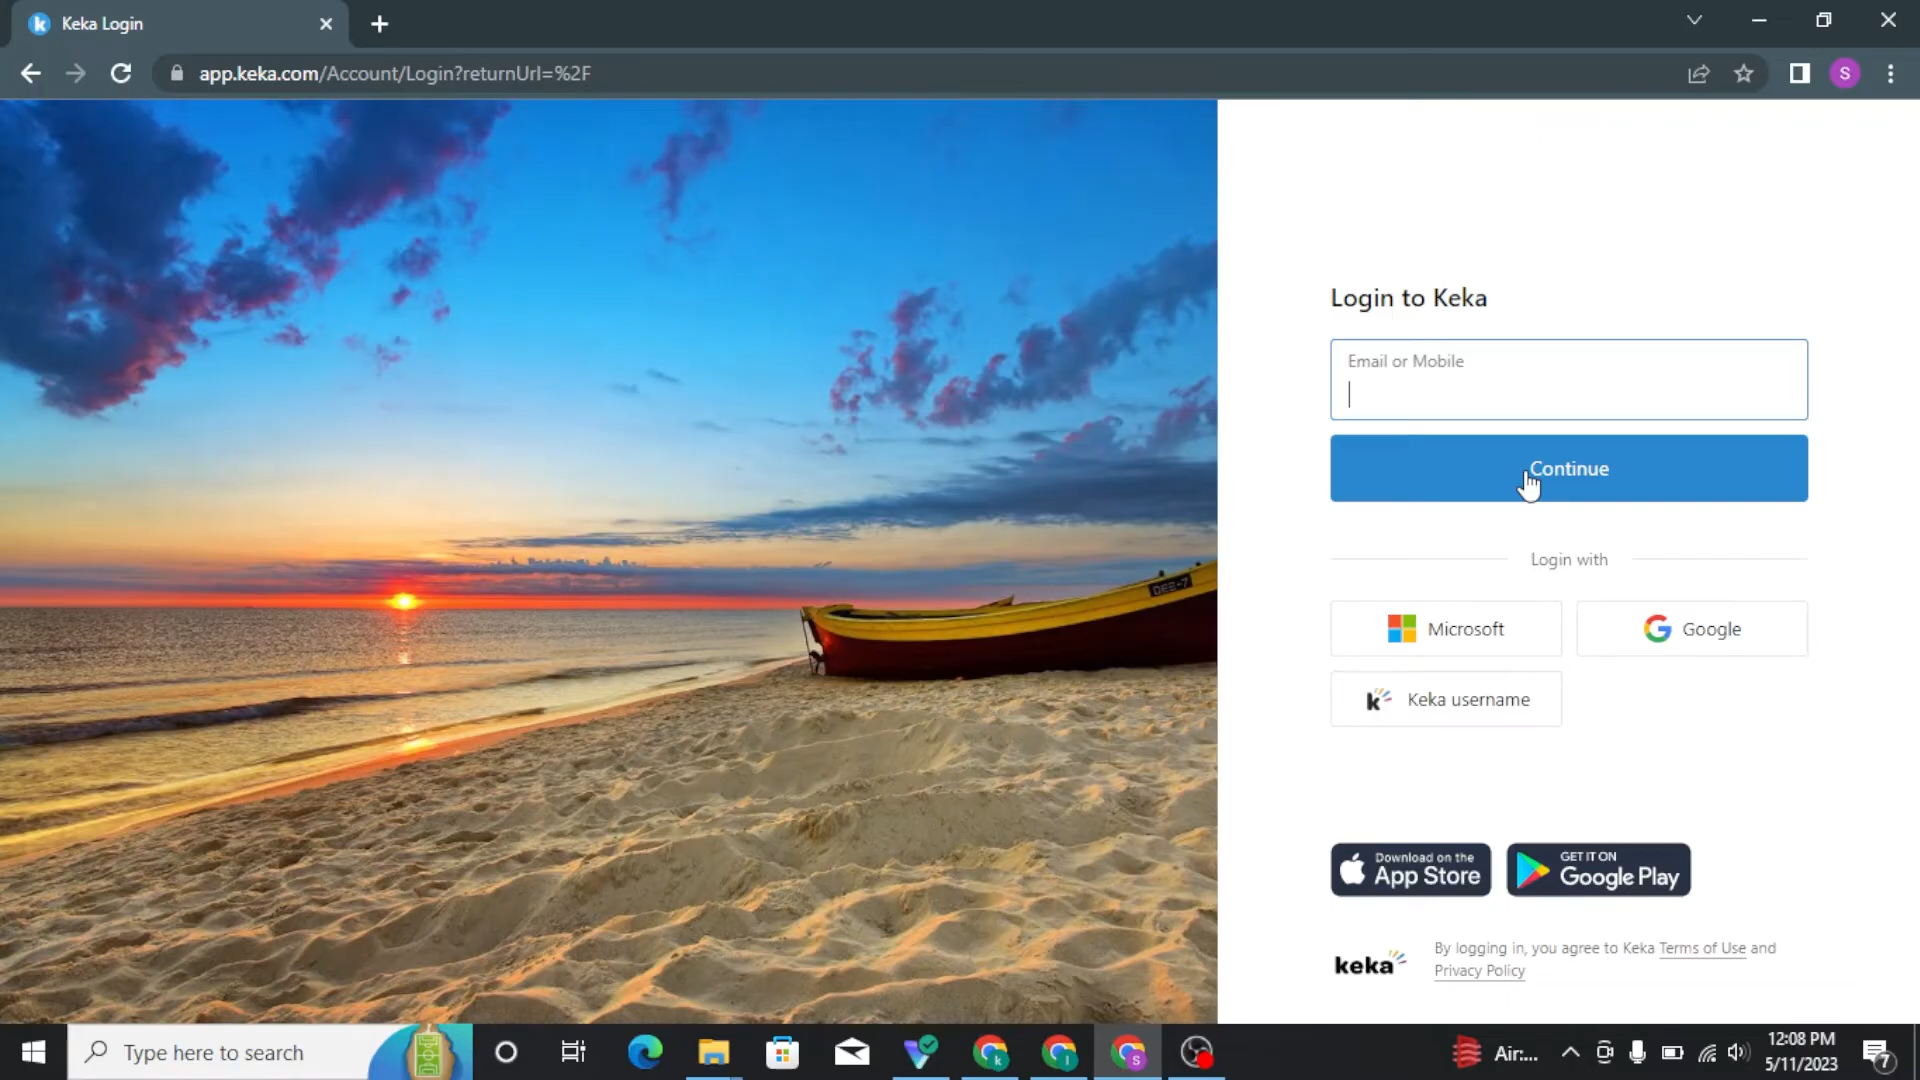 Keka Login
app.keka.com/Account/Login?returnUrl=%2F
S
DES-7
Login to Keka
Email or Mobile
Continue
Login with
Microsoft
Google
Keka username
Download on the
App Store
GET IT ON
Google Play
keka
By logging in, you agree to Keka Terms of Use and
Privacy Policy
Type here to search
k
l
S
Air:...
12:08 PM
5/11/2023
7